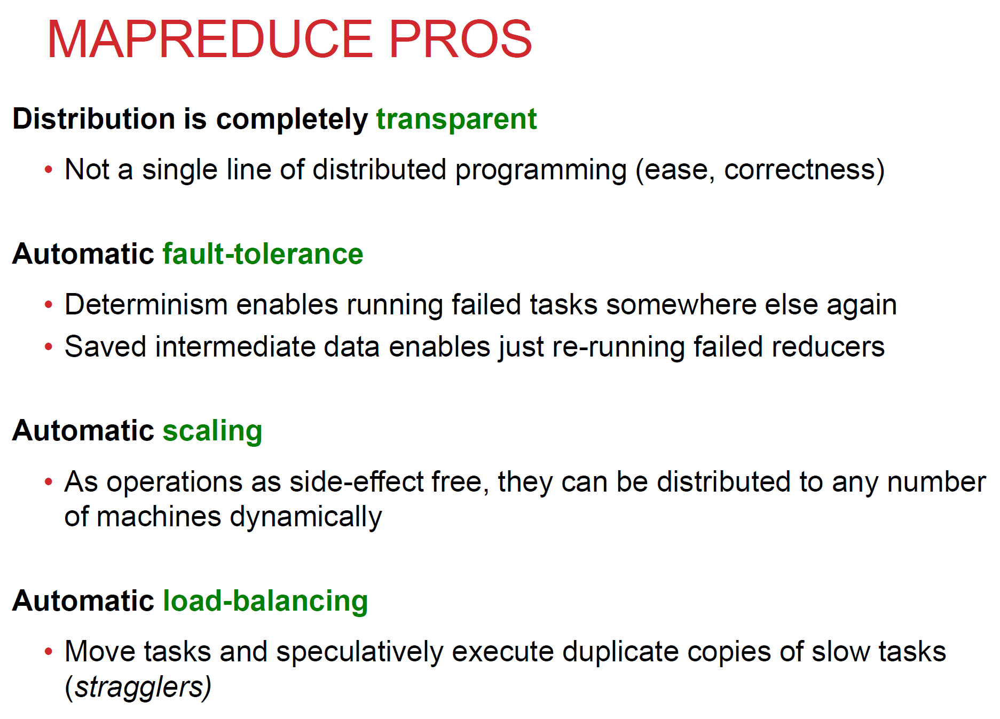 MAPREDUCE PROS
Distribution is completely transparent
• Not a single line of distributed programming (ease, correctness)
Automatic fault-tolerance
• Determinism enables running failed tasks somewhere else again
• Saved intermediate data enables just re-running failed reducers
Automatic scaling
• As operations as side-effect free, they can be distributed to any number
of machines dynamically
Automatic load-balancing
• Move tasks and speculatively execute duplicate copies of slow tasks
(stragglers)